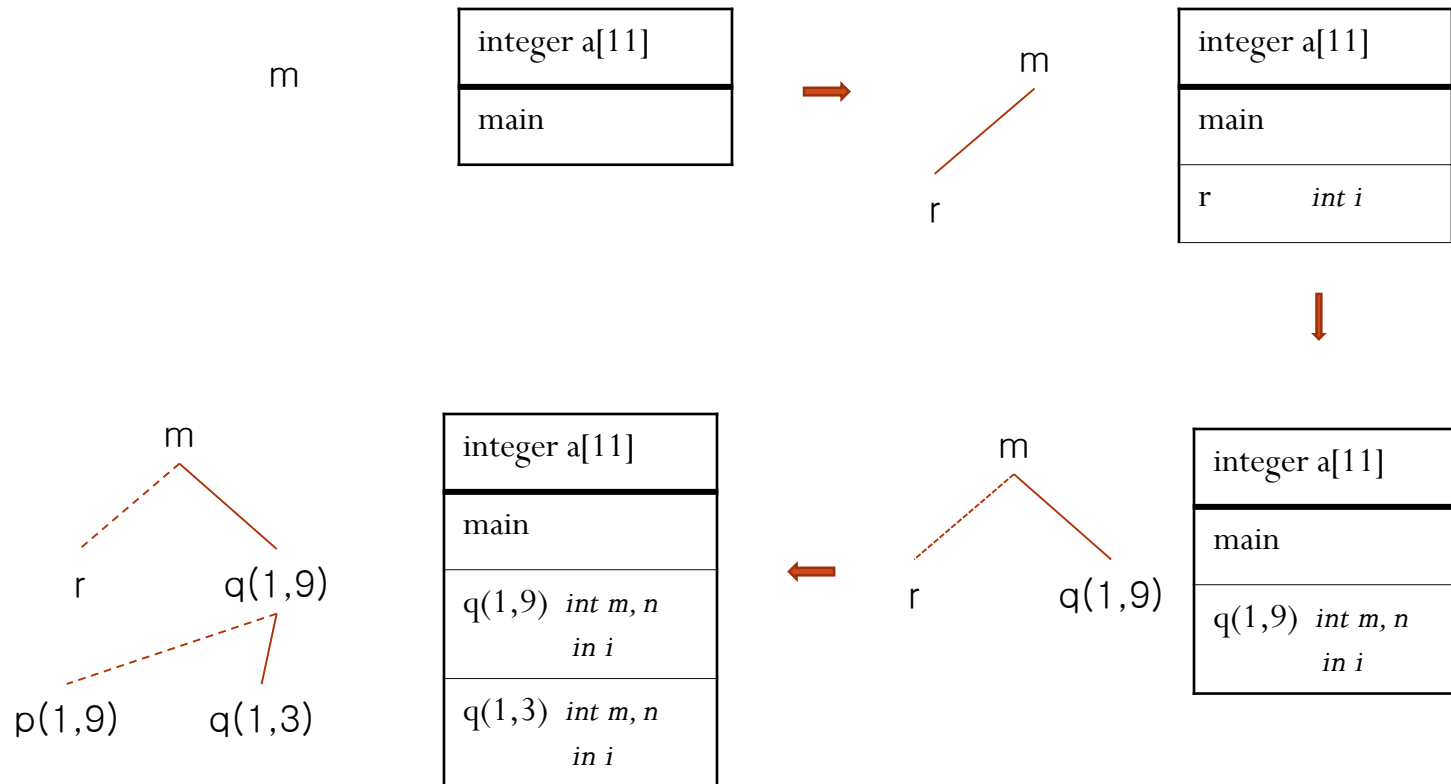 m
integer a[11]
main
m
r
integer a[11]
main
r int i
m
r q(1,9)
integer a[11]
main
q(1,9) int m, n
in i
m
r q(1,9)
p(1,9) q(1,3)
integer a[11]
main
q(1,9) int m, n
in i
q(1,3) int m, n
in i